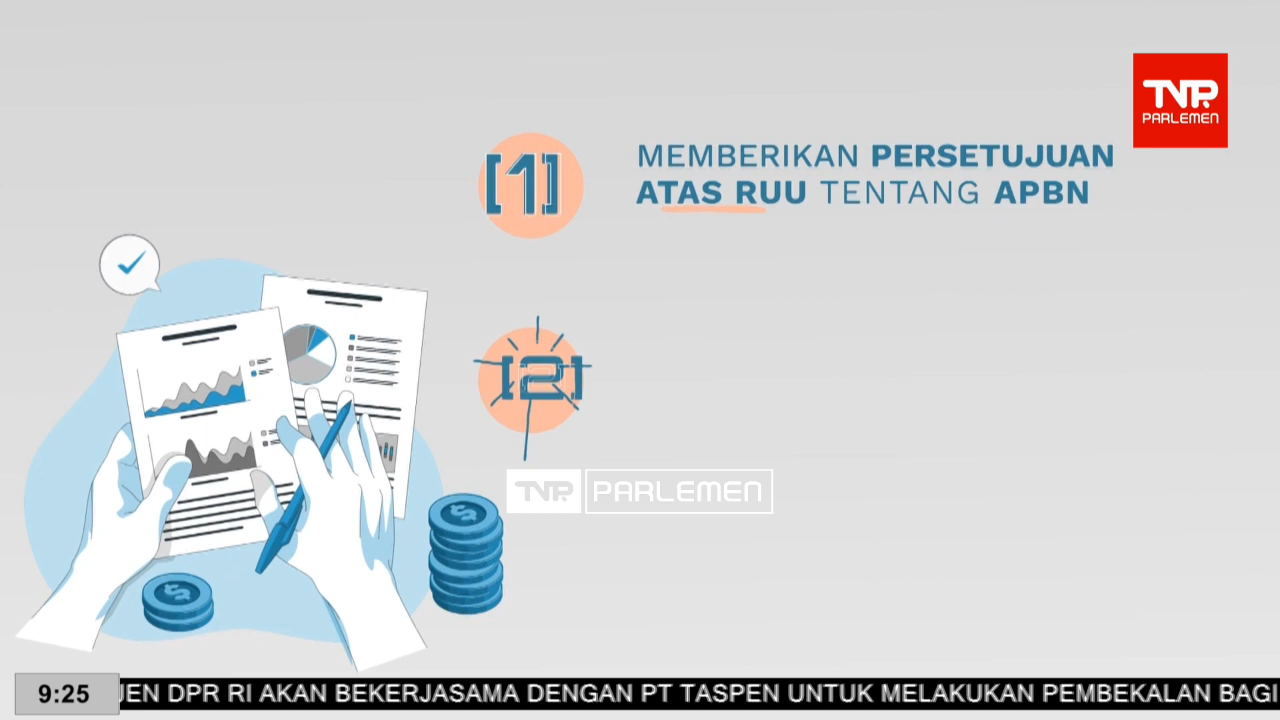 TVR
PARLEMEN
[1]
MEMBERIKAN PERSETUJUAN
ATAS RUU TENTANG APBN
[2]
TVR PARLEMEN
9:25
JEN DPR RI AKAN BEKERJASAMA DENGAN PT TASPEN UNTUK MELAKUKAN PEMBEKALAN BAGI